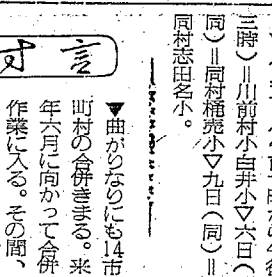 三時）＝川前村小白井小▽六日（
同）＝同村桶売小▽九日（同）＝
同村志田名小。
寸言
▼曲がりなりにも14市
町村の合併きまる。来
年六月に向かって合併
作業に入る。その間、